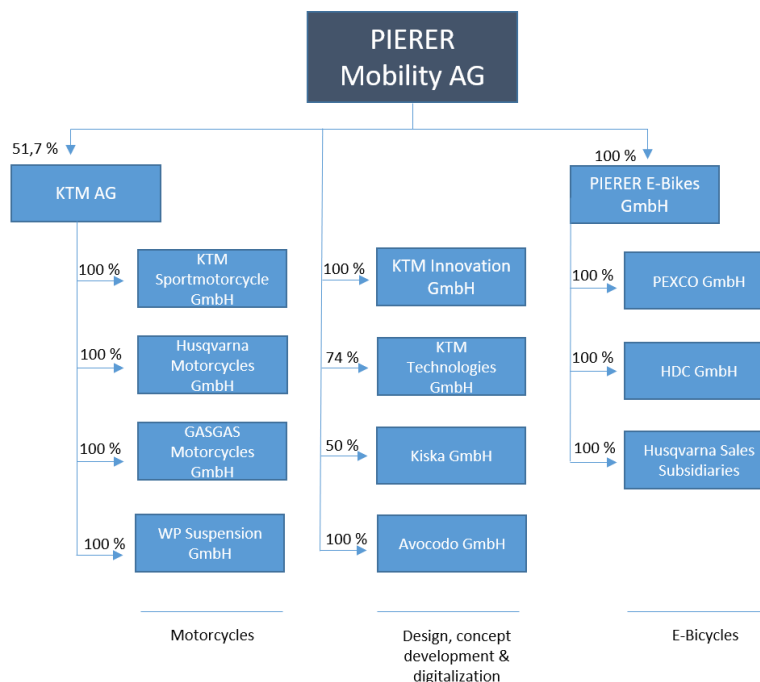 PIERER
Mobility AG
51,7 %
KTM AG
100 %
PIERER E-Bikes
GmbH
100 %
KTM
Sportmotorcycle
GmbH
100 %
Husqvarna
Motorcycles
GmbH
100 %
GASGAS
Motorcycles
GmbH
100 %
WP Suspension
GmbH
100 %
KTM Innovation
GmbH
74 %
KTM
Technologies
GmbH
50 %
Kiska GmbH
100 %
Avocodo GmbH
100 %
PEXCO GmbH
100 %
HDC GmbH
100 %
Husqvarna Sales
Subsidiaries
Motorcycles
Design, concept
development &
digitalization
E-Bicycles